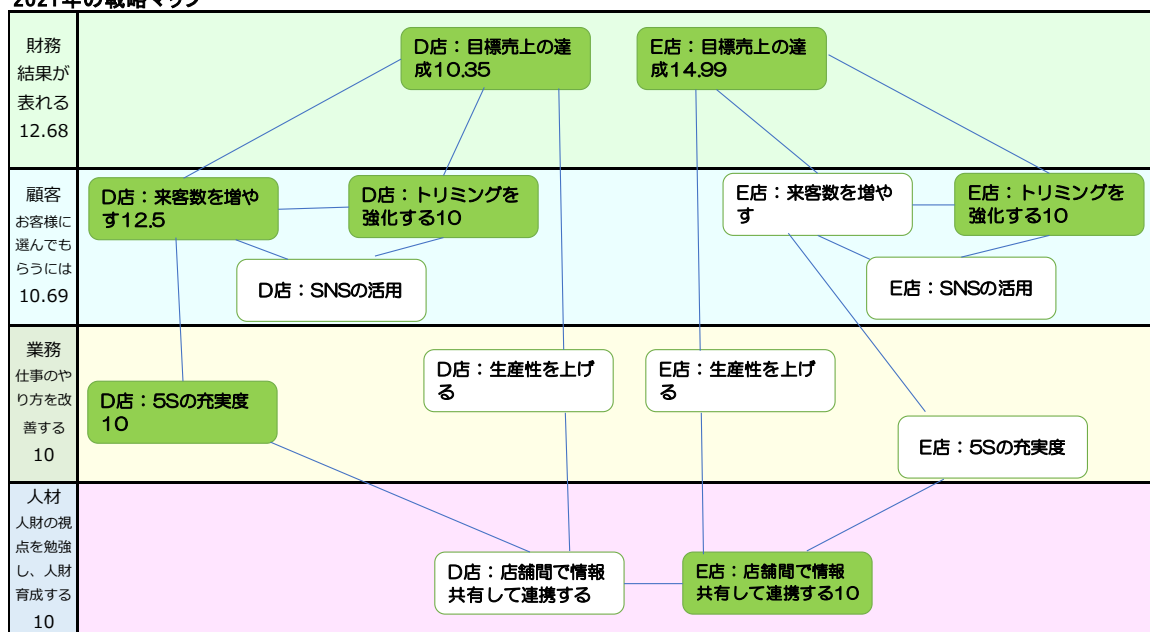 2021年の戦略マップ
財務
結果が
表れる
12.68
D店：目標売上の達
成10.35
E店：目標売上の達
成14.99
顧客
お客様に
選んでも
らうには
10.69
D店：来客数を増や
す12.5
D店：トリミングを
強化する10
E店：来客数を増や
す
E店：トリミングを
強化する10
D店：SNSの活用
E店：SNSの活用
業務
仕事のや
り方を改
善する
10
D店：5Sの充実度
10
D店：生産性を上げ
る
E店：生産性を上げ
る
E店：5Sの充実度
人材
人財の視
点を勉強
し、人財
育成する
10
D店：店舗間で情報
共有して連携する
E店：店舗間で情報
共有して連携する10